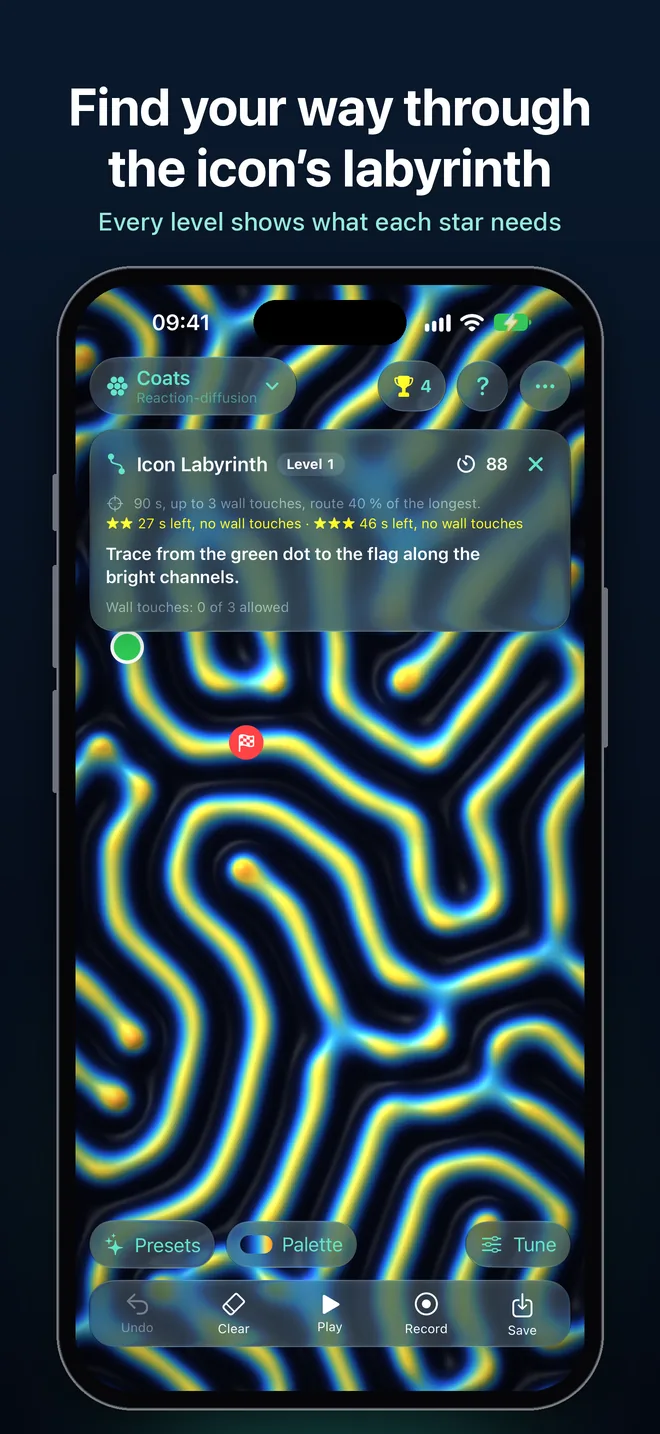 Find your way through
the icon’s labyrinth
Every level shows what each star needs
09:41
Coats
Reaction-diffusion
4
?
Icon Labyrinth Level 1 88
90 s, up to 3 wall touches, route 40 % of the longest.
★★ 27 s left, no wall touches · ★★★ 46 s left, no wall touches
Trace from the green dot to the flag along the
bright channels.
Wall touches: 0 of 3 allowed
Presets Palette Tune
Undo Clear Play Record Save